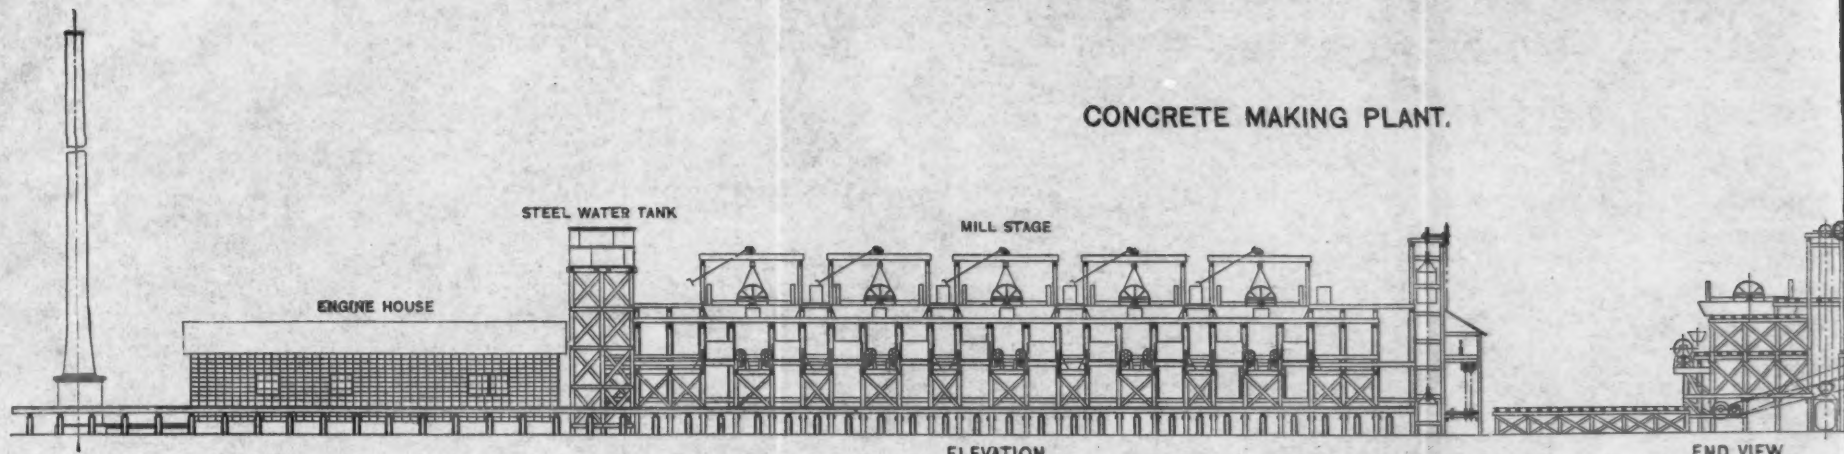 CONCRETE MAKING PLANT.
STEEL WATER TANK
MILL STAGE
ENGINE HOUSE
ELEVATION
END VIEW